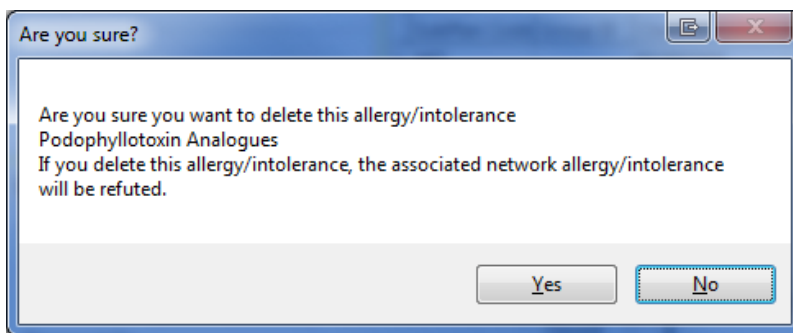 Are you sure?
Are you sure you want to delete this allergy/intolerance
Podophyllotoxin Analogues
If you delete this allergy/intolerance, the associated network allergy/intolerance
will be refuted.
Yes
No